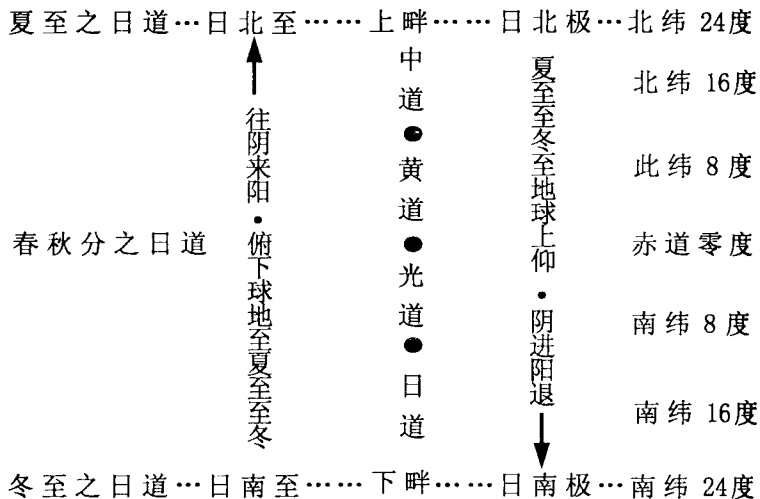 夏至之日道…日北至……上畔……日北极…北纬 24度
冬至至夏至地球下俯·阳来阴往
中道●黄道●光道●日道
夏至至冬至地球上仰·阴进阳退
北纬 16度
此纬 8度
春秋分之日道
赤道零度
南纬 8度
南纬 16度
冬至之日道…日南至……下畔……日南极…南纬 24度